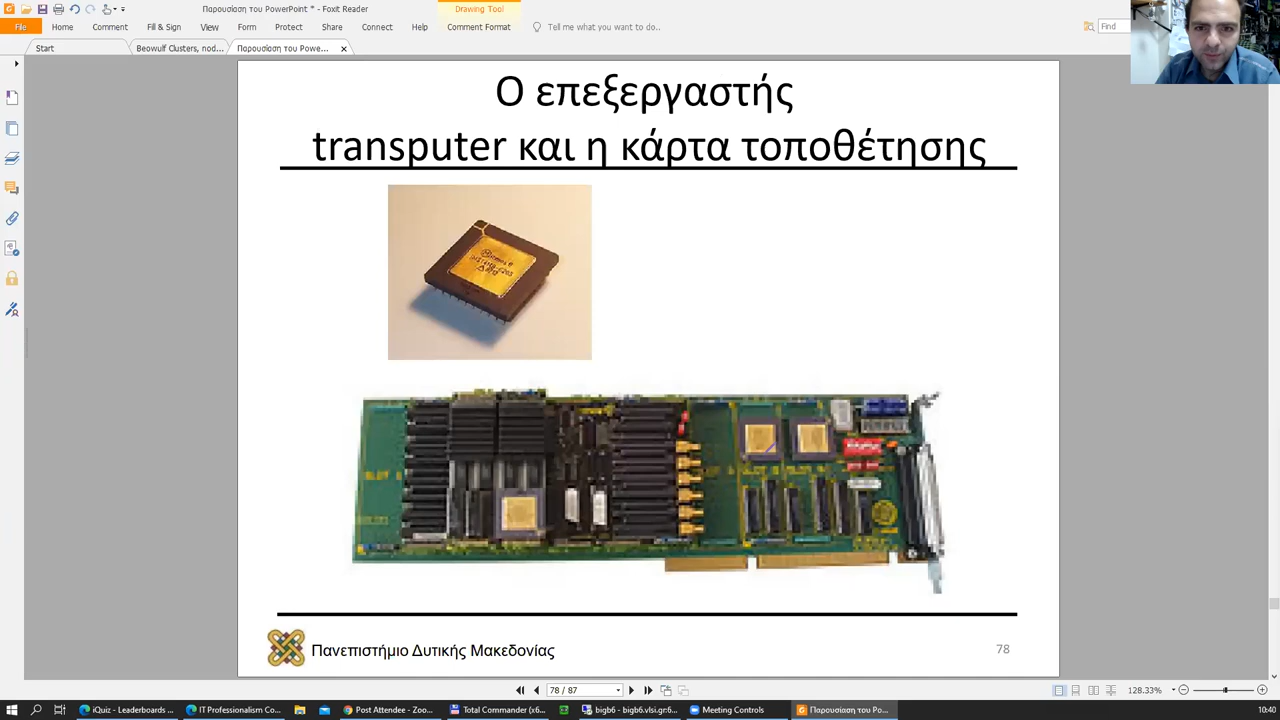 Παρουσίαση του PowerPoint * - Foxit Reader
Drawing Tool
File Home Comment Fill & Sign View Form Protect Share Connect Help Comment Format Tell me what you want to do.. Find
Start Beowulf Clusters, nod... Παρουσίαση του Powe...
Ο επεξεργαστής
transputer και η κάρτα τοποθέτησης
Πανεπιστήμιο Δυτικής Μακεδονίας
78
78 / 87 128.33%
iQuiz - Leaderboards ... IT Professionalism Co... Post Attendee - Zoo... Total Commander (x6... bigb6 - bigb6.vlsi.gr:6... Meeting Controls Παρουσίαση του Po... 10:40